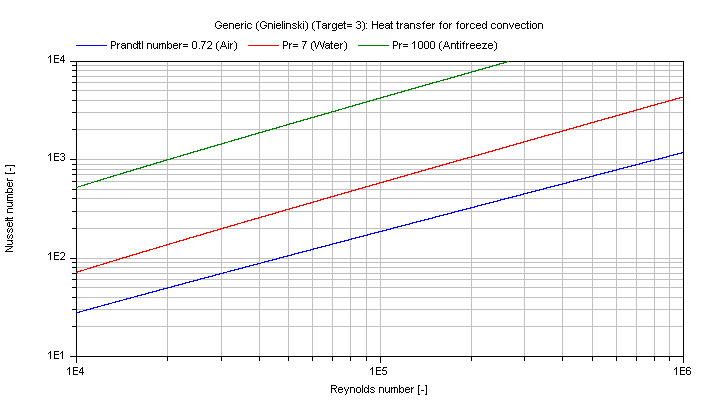 Generic (Gnielinski) (Target= 3): Heat transfer for forced convection
Prandtl number= 0.72 (Air) Pr= 7 (Water) Pr= 1000 (Antifreeze)
1E4
1E3
1E2
1E1
Nusselt number [-]
1E4 1E5 1E6
Reynolds number [-]